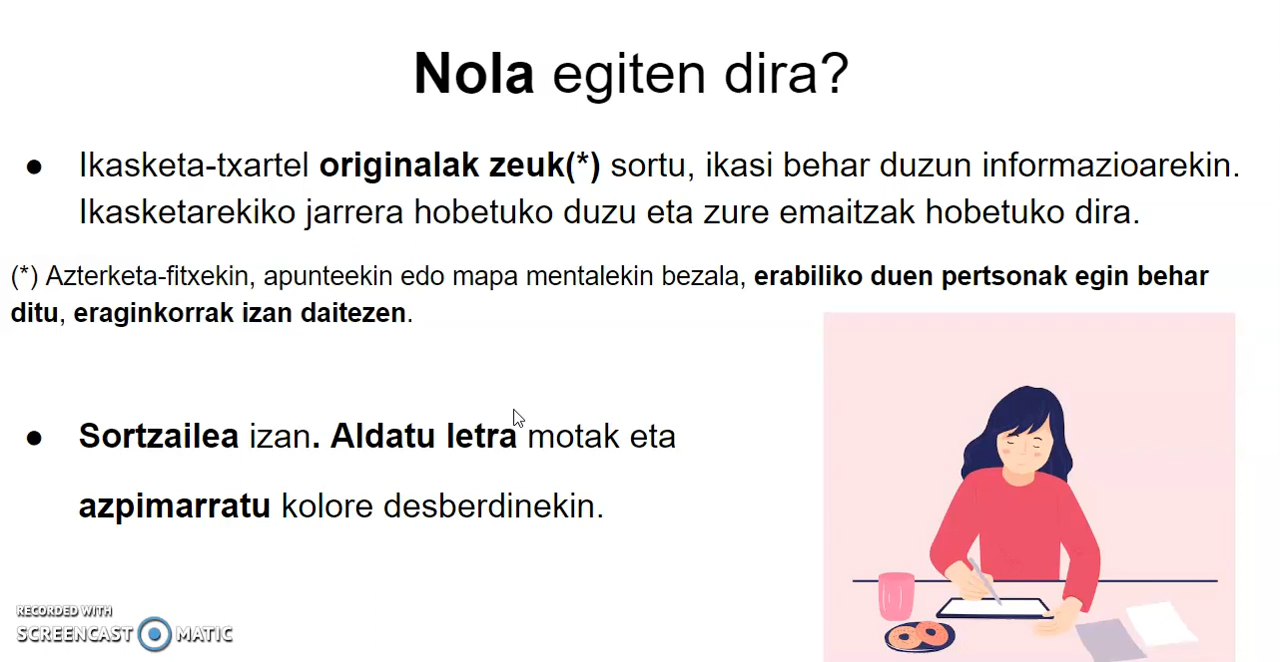 Nola egiten dira?
● Ikasketa-txartel originalak zeuk(*) sortu, ikasi behar duzun informazioarekin.
Ikasketarekiko jarrera hobetuko duzu eta zure emaitzak hobetuko dira.
(*) Azterketa-fitxekin, apunteekin edo mapa mentalekin bezala, erabiliko duen pertsonak egin behar
ditu, eraginkorrak izan daitezen.
● Sortzailea izan. Aldatu letra motak eta
azpimarratu kolore desberdinekin.
RECORDED WITH
SCREENCAST MATIC